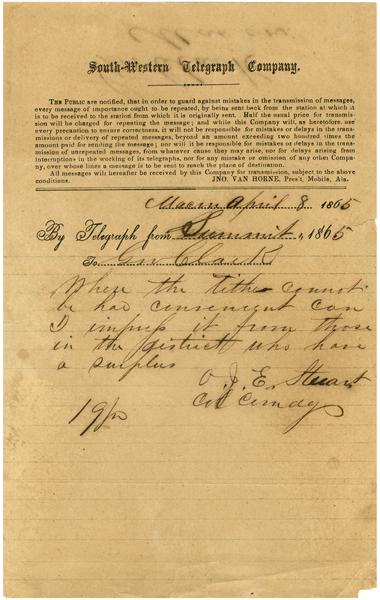 South-Western Telegraph Company.
THE PUBLIC are notified, that in order to guard against mistakes in the transmission of messages,
every message of importance ought to be repeated, by being sent back from the station at which it
is to be received to the station from which it is originally sent. Half the usual price for transmis-
sion will be charged for repeating the message; and while this Company will, as heretofore, use
every precaution to ensure correctness, it will not be responsible for mistakes or delays in the trans-
missions or delivery of repeated messages, beyond an amount exceeding two hundred times the
amount paid for sending the message; nor will it be responsible for mistakes or delays in the trans-
mission of unrepeated messages, from whatever cause they may arise, nor for delays arising from
interruptions in the working of its telegraphs, nor for any mistake or omission of any other Company,
over whose lines a message is to be sent to reach the place of destination.
All messages will hereafter be received by this Company for transmission, subject to the above
conditions.
JNO. VAN HORNE, Pres't, Mobile, Ala.
Macon April 8 1865
By Telegraph from Summit, 1865
To Gov Clark
Where the tithe cannot
be had convenient can
I impress it from those
in the district who have
a surplus
O. J. E. Stuart
Col Comdg
19/